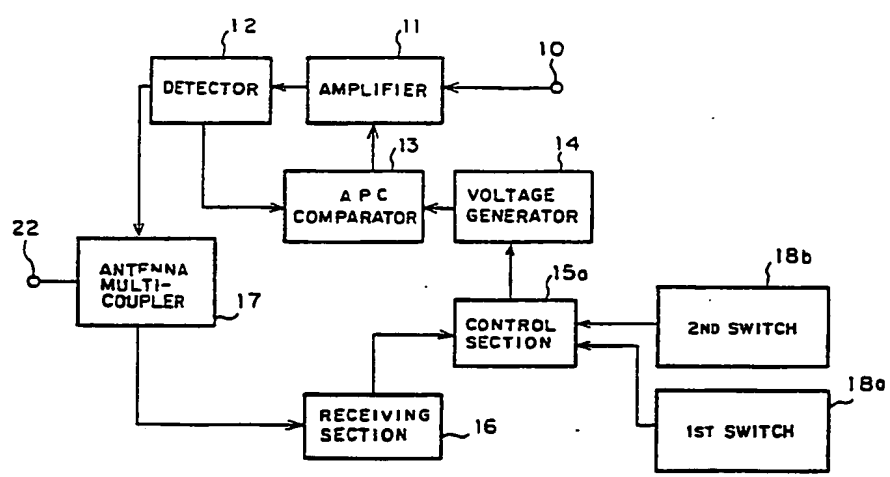 12
11
10
DETECTOR
AMPLIFIER
13
14
A P C
COMPARATOR
VOLTAGE
GENERATOR
22
ANTENNA
MULTI-
COUPLER
17
15a
18b
CONTROL
SECTION
2ND SWITCH
18a
RECEIVING
SECTION
16
1ST SWITCH